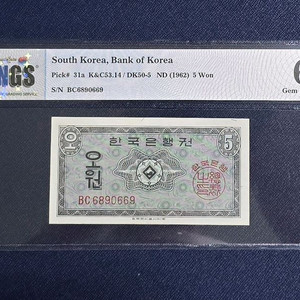 NGS
South Korea, Bank of Korea
Pick# 31a K&C53.14 / DK50-5 ND (1962) 5 Won
S/N BC6890669
6
Gem
오 한국은행권 5
오원
BC6890669